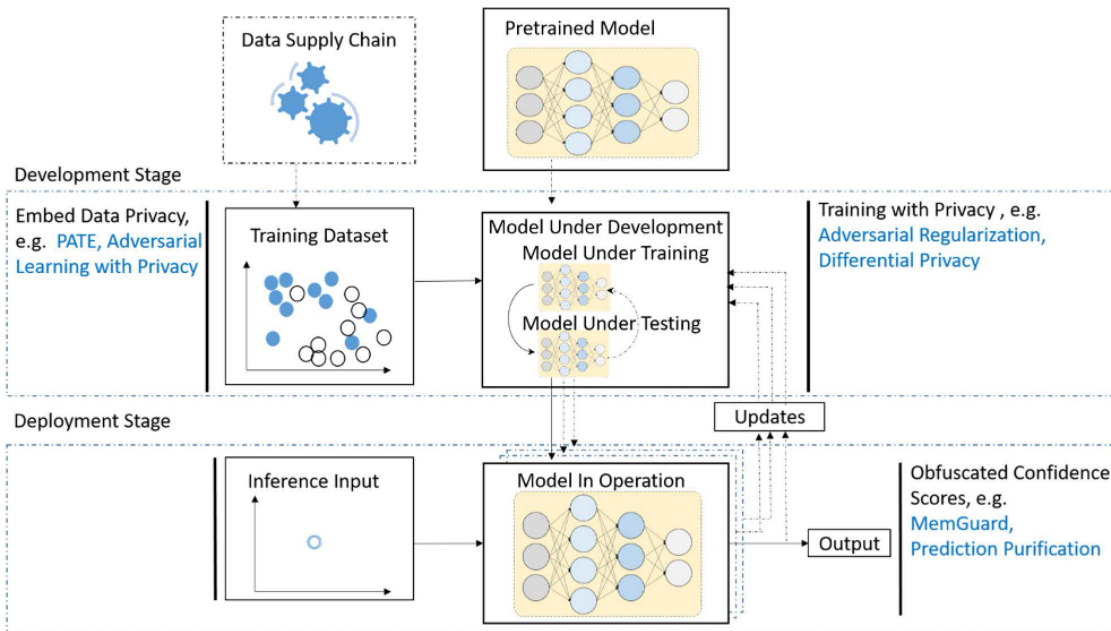 Data Supply Chain
Pretrained Model
Development Stage
Embed Data Privacy,
e.g. PATE, Adversarial
Learning with Privacy
Training Dataset
Model Under Development
Model Under Training
Model Under Testing
Training with Privacy , e.g.
Adversarial Regularization,
Differential Privacy
Deployment Stage
Updates
Inference Input
Model In Operation
Output
Obfuscated Confidence
Scores, e.g.
MemGuard,
Prediction Purification